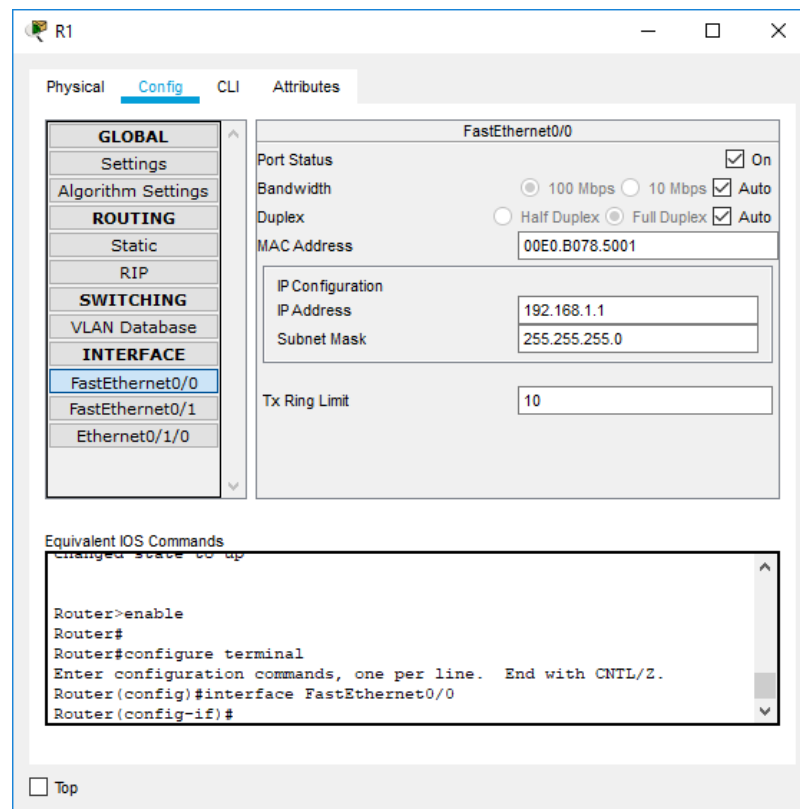 R1
Physical Config CLI Attributes
GLOBAL
Settings
Algorithm Settings
ROUTING
Static
RIP
SWITCHING
VLAN Database
INTERFACE
FastEthernet0/0
FastEthernet0/1
Ethernet0/1/0
FastEthernet0/0
Port Status On
Bandwidth 100 Mbps 10 Mbps Auto
Duplex Half Duplex Full Duplex Auto
MAC Address 00E0.B078.5001
IP Configuration
IP Address 192.168.1.1
Subnet Mask 255.255.255.0
Tx Ring Limit 10
Equivalent IOS Commands
changed state to up
Router>enable
Router#
Router#configure terminal
Enter configuration commands, one per line. End with CNTL/Z.
Router(config)#interface FastEthernet0/0
Router(config-if)#
Top